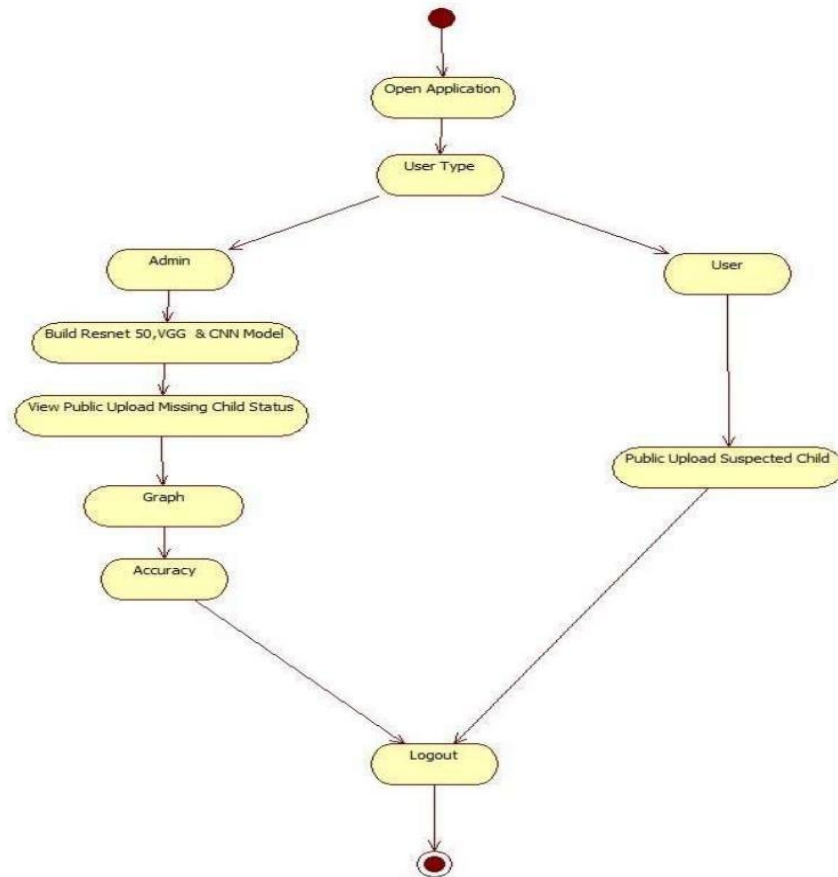 Open Application
User Type
Admin
User
Build Resnet 50,VGG & CNN Model
View Public Upload Missing Child Status
Public Upload Suspected Child
Graph
Accuracy
Logout